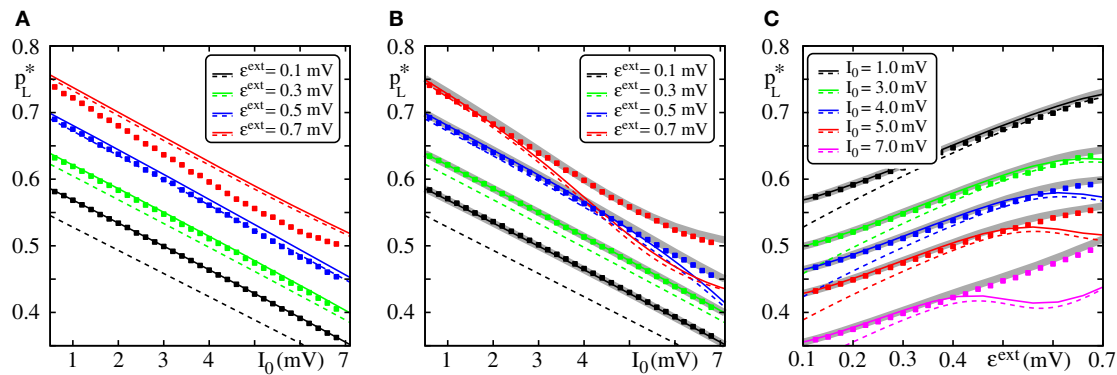 A
0.8
p*L
0.7
0.6
0.5
0.4
1 2 3 4 I₀(mV) 7
εᵉˣᵗ = 0.1 mV
εᵉˣᵗ = 0.3 mV
εᵉˣᵗ = 0.5 mV
εᵉˣᵗ = 0.7 mV
B
0.8
p*L
0.7
0.6
0.5
0.4
1 2 3 4 I₀(mV) 7
εᵉˣᵗ = 0.1 mV
εᵉˣᵗ = 0.3 mV
εᵉˣᵗ = 0.5 mV
εᵉˣᵗ = 0.7 mV
C
0.8
p*L
0.7
0.6
0.5
0.4
0.1 0.2 0.3 0.4 εᵉˣᵗ(mV) 0.7
I₀ = 1.0 mV
I₀ = 3.0 mV
I₀ = 4.0 mV
I₀ = 5.0 mV
I₀ = 7.0 mV